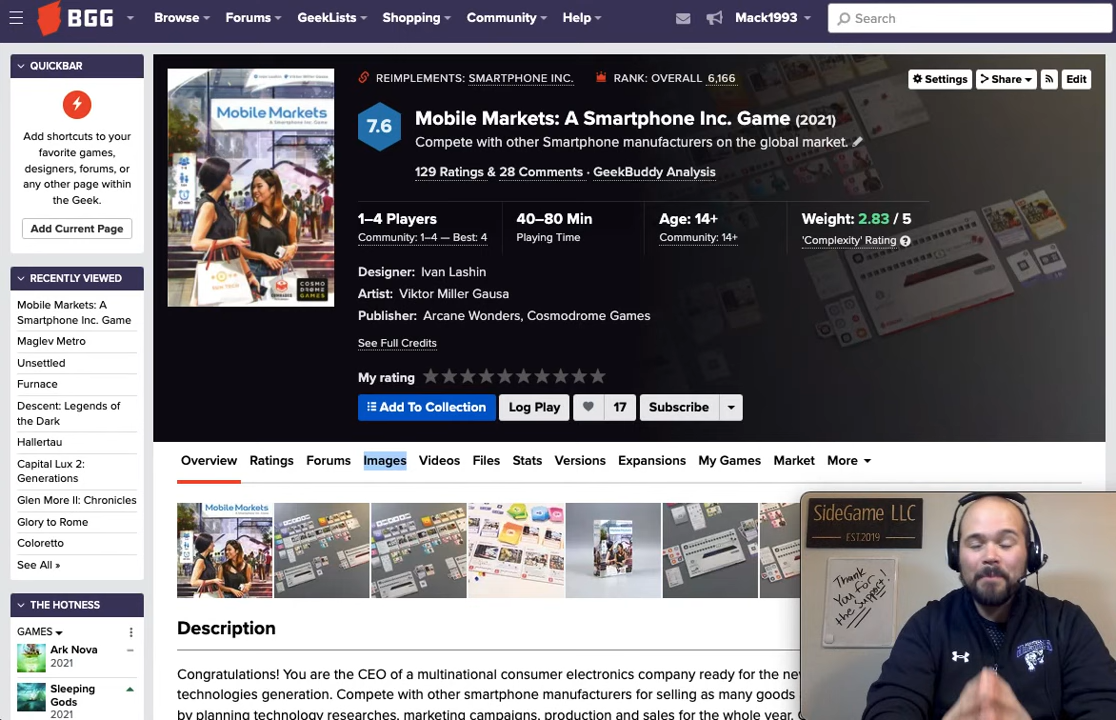 BGG
Browse
Forums
GeekLists
Shopping
Community
Help
Mack1993
Search
QUICKBAR
Add shortcuts to your
favorite games,
designers, forums, or
any other page within
the Geek.
Add Current Page
RECENTLY VIEWED
Mobile Markets: A
Smartphone Inc. Game
Maglev Metro
Unsettled
Furnace
Descent: Legends of
the Dark
Hallertau
Capital Lux 2:
Generations
Glen More II: Chronicles
Glory to Rome
Coloretto
See All »
THE HOTNESS
GAMES
Ark Nova
2021
Sleeping
Gods
2021
Mobile Markets
COSMODROME
GAMES
REIMPLEMENTS: SMARTPHONE INC.
RANK: OVERALL 6,166
Settings
Share
Edit
7.6
Mobile Markets: A Smartphone Inc. Game (2021)
Compete with other Smartphone manufacturers on the global market.
129 Ratings & 28 Comments · GeekBuddy Analysis
1–4 Players
Community: 1–4 — Best: 4
40–80 Min
Playing Time
Age: 14+
Community: 14+
Weight: 2.83 / 5
'Complexity' Rating
Designer: Ivan Lashin
Artist: Viktor Miller Gausa
Publisher: Arcane Wonders, Cosmodrome Games
See Full Credits
My rating
Add To Collection
Log Play
17
Subscribe
Overview
Ratings
Forums
Images
Videos
Files
Stats
Versions
Expansions
My Games
Market
More
Mobile Markets
Description
Congratulations! You are the CEO of a multinational consumer electronics company ready for the
technologies generation. Compete with other smartphone manufacturers for selling as many goods
by planning technology researches, marketing campaigns, production and sales for the whole year.
SideGame LLC
EST.2019
Thank
You for
the support!